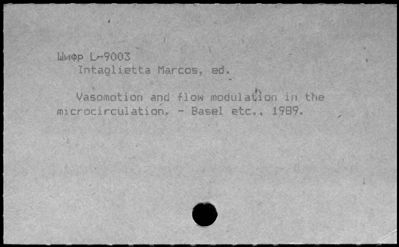 Шифр L-9003
Intaglietta Marcos, ed.
Vasomotion and flow modulation in the
microcirculation. - Basel etc., 1989.